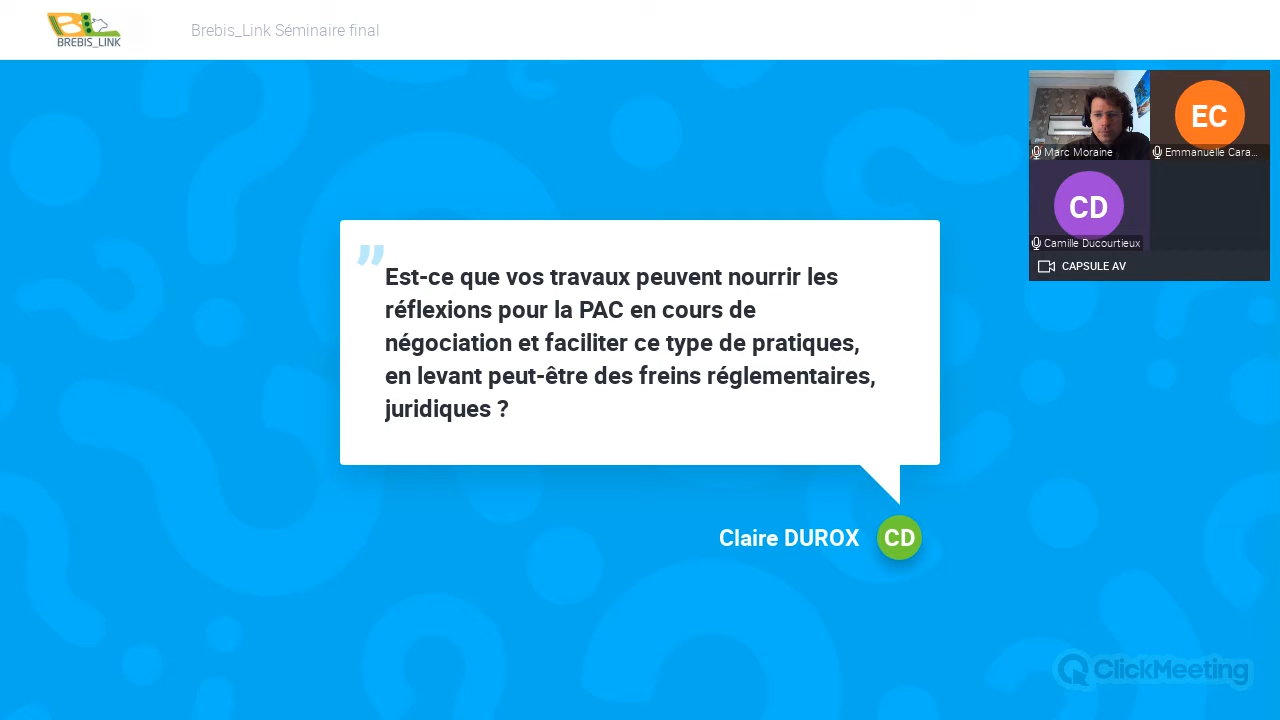 BREBIS_LINK
Brebis_Link Séminaire final
EC
Marc Moraine
Emmanuelle Cara...
CD
Camille Ducourtieux
CAPSULE AV
Est-ce que vos travaux peuvent nourrir les
réflexions pour la PAC en cours de
négociation et faciliter ce type de pratiques,
en levant peut-être des freins réglementaires,
juridiques ?
Claire DUROX
CD
ClickMeeting